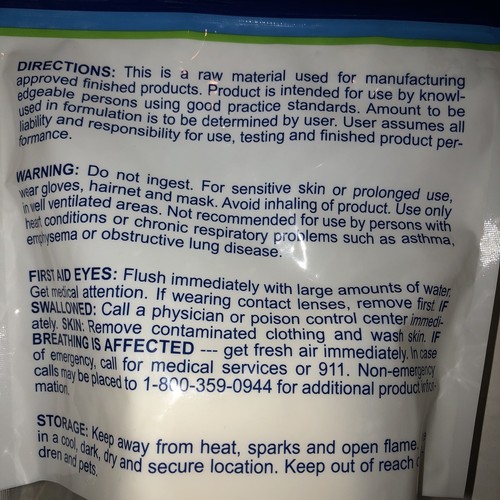 DIRECTIONS: This is a raw material used for manufacturing
approved finished products. Product is intended for use by knowl-
edgeable persons using good practice standards. Amount to be
used in formulation is to be determined by user. User assumes all
liability and responsibility for use, testing and finished product per-
formance.
WARNING: Do not ingest. For sensitive skin or prolonged use,
wear gloves, hairnet and mask. Avoid inhaling of product. Use only
in well ventilated areas. Not recommended for use by persons with
heart conditions or chronic respiratory problems such as asthma,
emphysema or obstructive lung disease.
FIRST AID EYES: Flush immediately with large amounts of water.
Get medical attention. If wearing contact lenses, remove first. IF
SWALLOWED: Call a physician or poison control center immedi-
ately. SKIN: Remove contaminated clothing and wash skin. IF
BREATHING IS AFFECTED --- get fresh air immediately. In case
of emergency, call for medical services or 911. Non-emergency
calls may be placed to 1-800-359-0944 for additional product infor-
mation.
STORAGE: Keep away from heat, sparks and open flame.
in a cool, dark, dry and secure location. Keep out of reach
dren and pets.